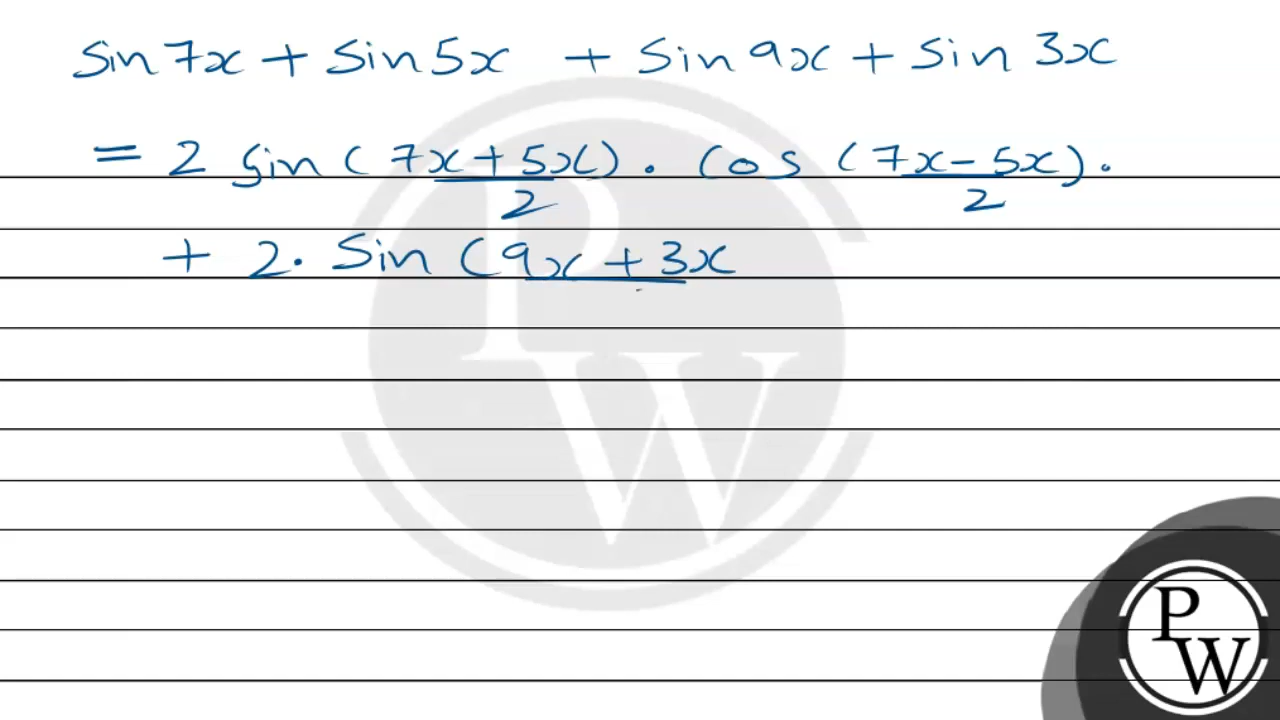 sin 7x + sin 5x + sin 9x + sin 3x
= 2 sin (7x + 5x)/2 . cos (7x - 5x)/2 .
+ 2. sin (9x + 3x
PW
PW